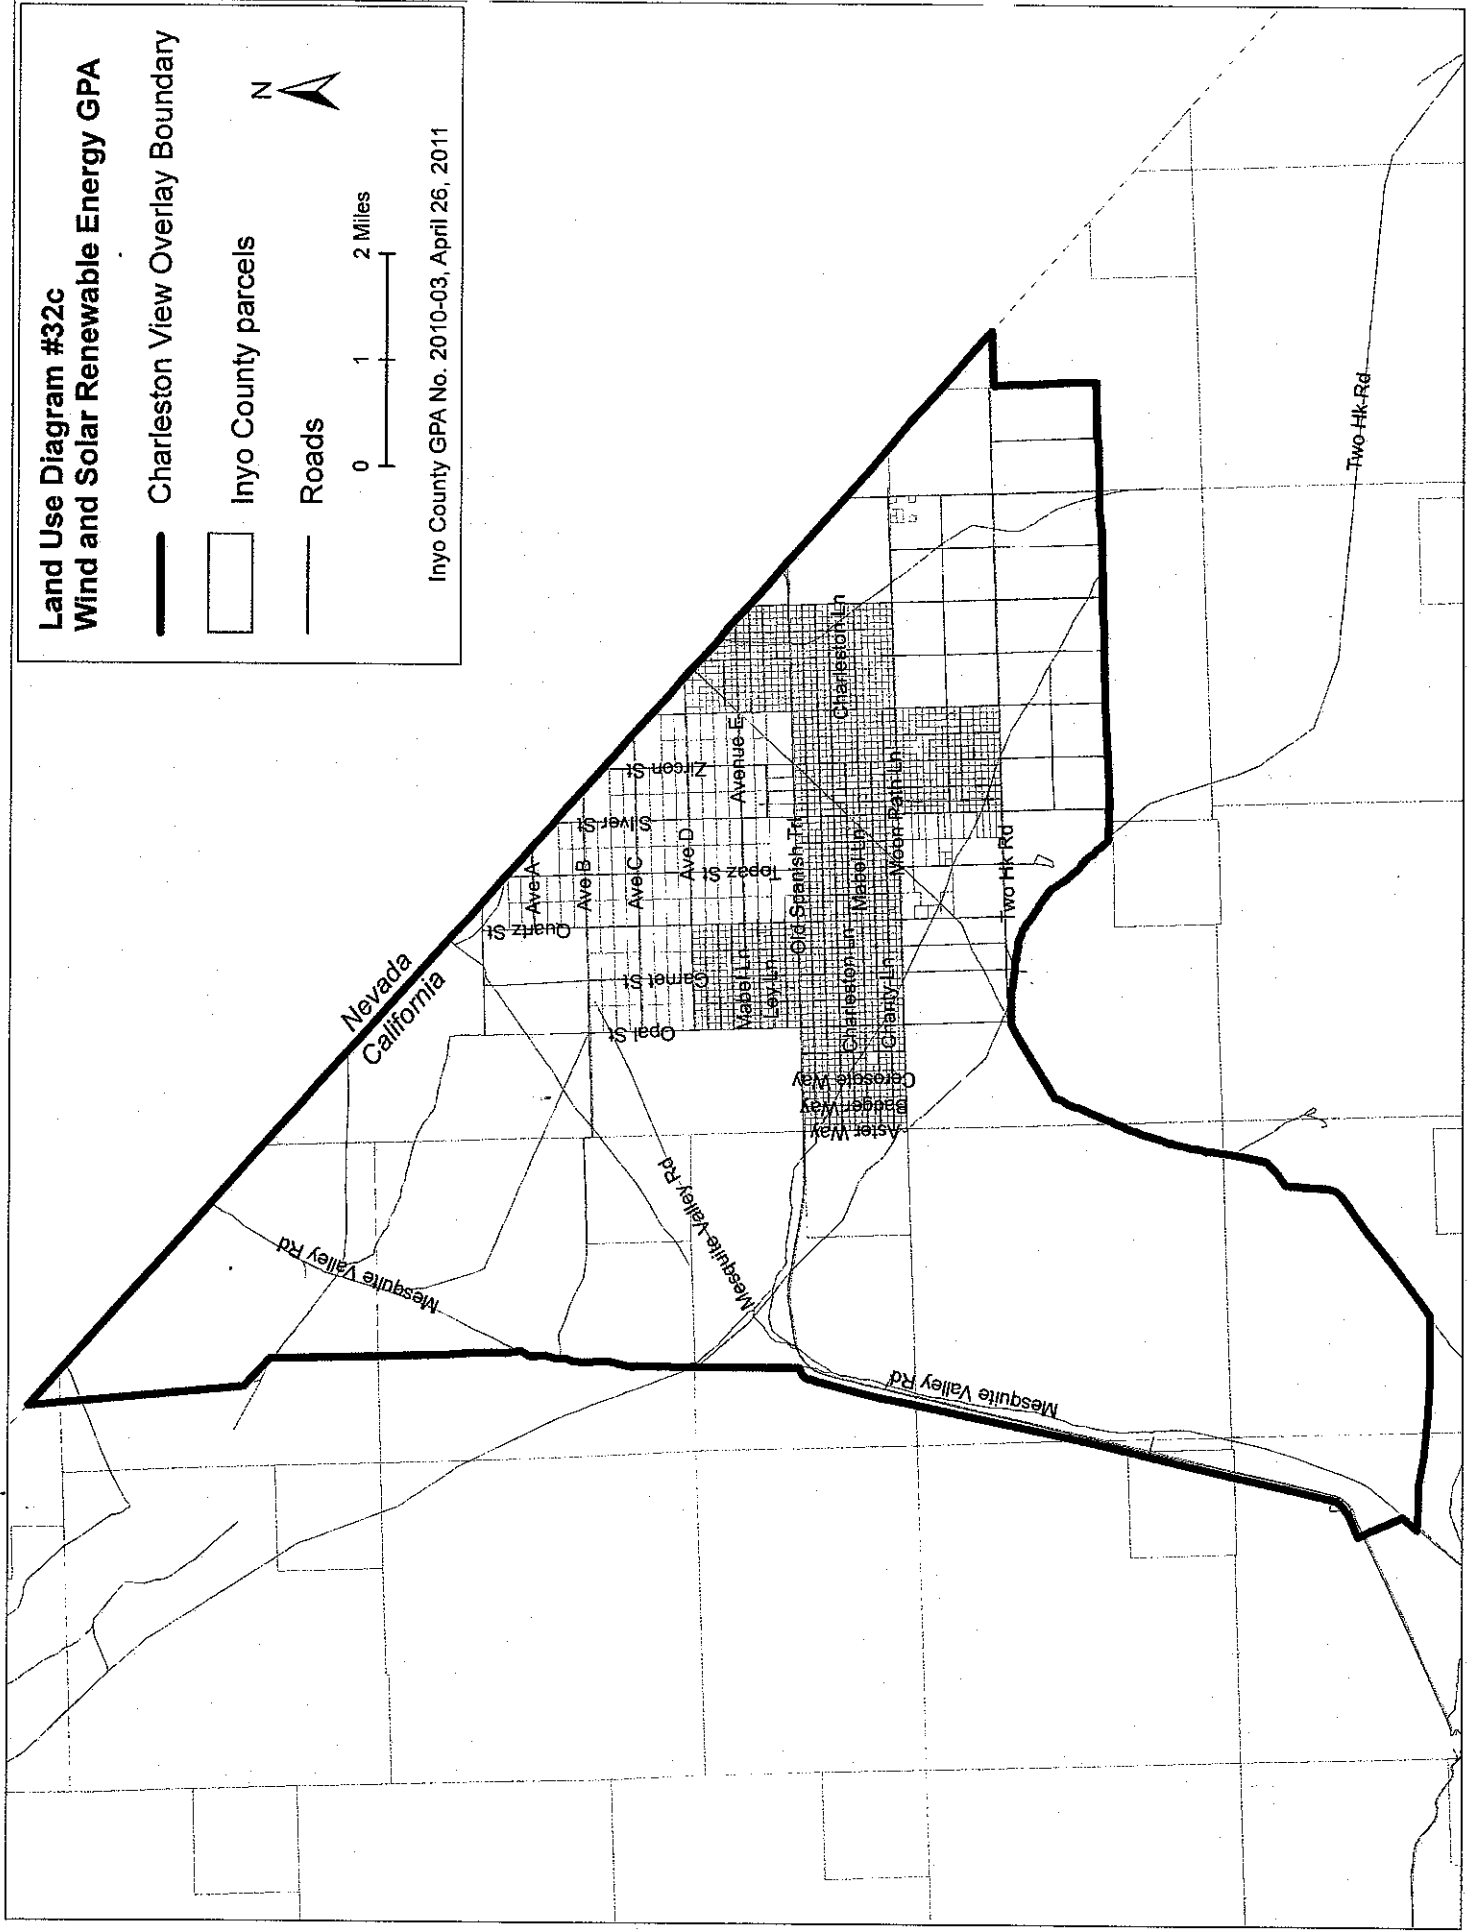 Land Use Diagram #32c
Wind and Solar Renewable Energy GPA
Charleston View Overlay Boundary
Inyo County parcels
Roads
N
0 1 2 Miles
Inyo County GPA No. 2010-03, April 26, 2011
Nevada
California
Mesquite Valley Rd
Mesquite Valley Rd
Mesquite Valley Rd
Quartz St
Ave A
Silver St
Ave B
Zircon St
Ave C
Garnet St
Opal St
Ave D
Topaz St
Avenue E
Mabel Ln
Ley Ln
Old Spanish Trl
Charleston Ln
Charleston Ln
Mabel Ln
Charity Ln
Moon Path Ln
Cerosote Way
Badger Way
Aster Way
Two Hk Rd
Two Hk Rd